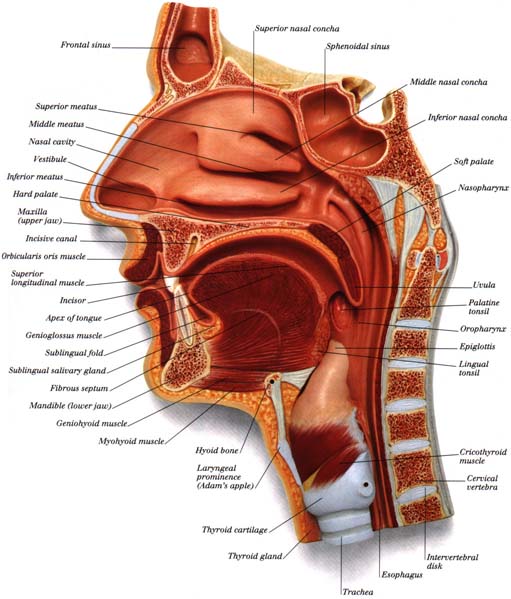 Superior nasal concha
Frontal sinus
Sphenoidal sinus
Middle nasal concha
Superior meatus
Inferior nasal concha
Middle meatus
Nasal cavity
Vestibule
Soft palate
Inferior meatus
Nasopharynx
Hard palate
Maxilla
(upper jaw)
Incisive canal
Orbicularis oris muscle
Superior
longitudinal muscle
Uvula
Incisor
Palatine
tonsil
Apex of tongue
Oropharynx
Genioglossus muscle
Epiglottis
Sublingual fold
Lingual
tonsil
Sublingual salivary gland
Fibrous septum
Mandible (lower jaw)
Geniohyoid muscle
Myohyoid muscle
Hyoid bone
Cricothyroid
muscle
Laryngeal
prominence
(Adam's apple)
Cervical
vertebra
Thyroid cartilage
Thyroid gland
Intervertebral
disk
Esophagus
Trachea